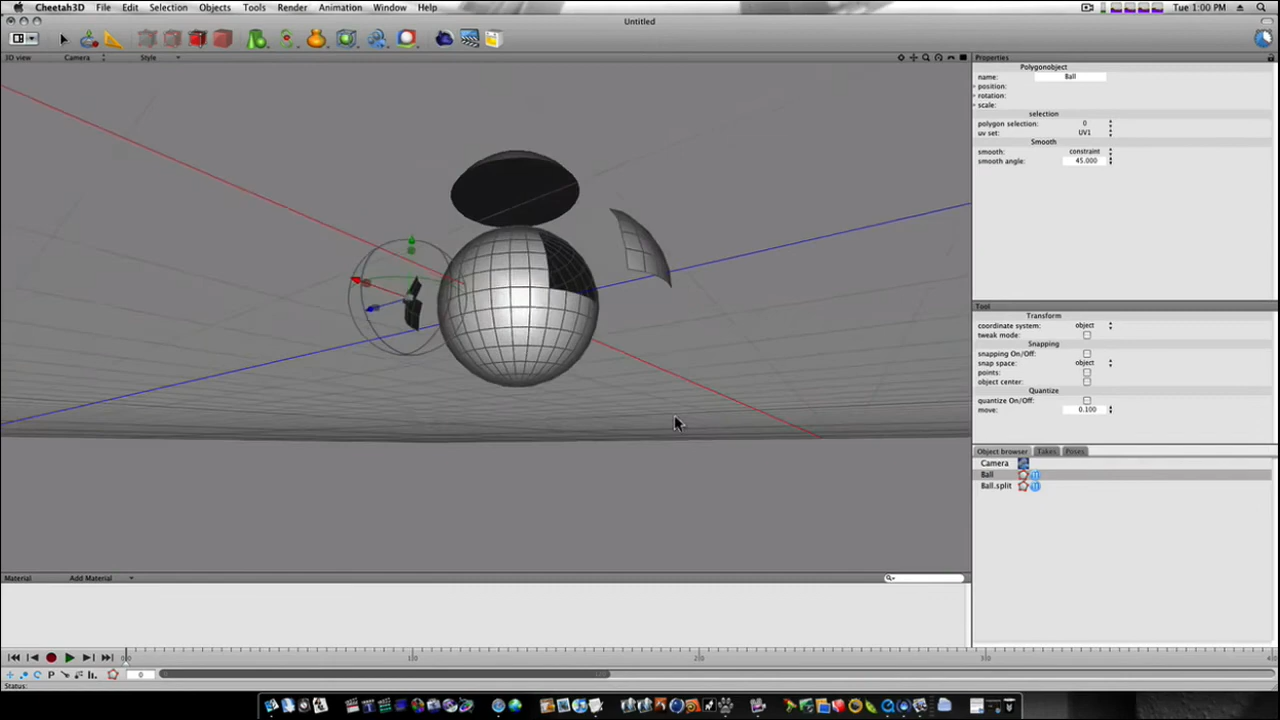 Cheetah3D File Edit Selection Objects Tools Render Animation Window Help Tue 1:00 PM
Untitled
3D view Camera Style
Properties
Polygonobject
name: Ball
position:
rotation:
scale:
selection
polygon selection: 0
uv set: UV1
Smooth
smooth: constraint
smooth angle: 45.000
Tool
Transform
coordinate system: object
tweak mode:
Snapping
snapping On/Off:
snap space: object
points:
object center:
Quantize
quantize On/Off:
move: 0.100
Object browser Takes Poses
Camera
Ball
Ball.split
Material Add Material
P 0
Status: